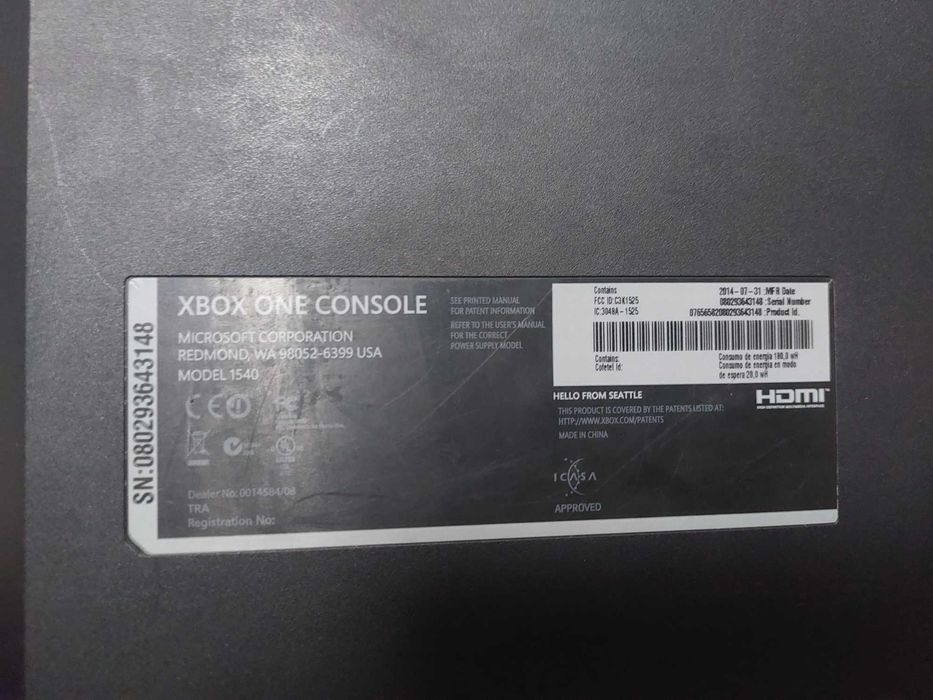 SN:080293643148
XBOX ONE CONSOLE
MICROSOFT CORPORATION
REDMOND, WA 98052-6399 USA
MODEL 1540
Dealer No: 0014584/08
TRA
Registration No:
SEE PRINTED MANUAL
FOR PATENT INFORMATION
REFER TO THE USER'S MANUAL
FOR THE CORRECT
POWER SUPPLY MODEL
Contains
FCC ID:C3K1525
IC:3048A-1525
2014-07-31 :MFR Date
080293643148 :Serial Number
07656582080293643148 :Product Id.
Contains:
Cofetel Id:
Consumo de energía 180,0 wH
Consumo de energía en modo
de espera 20,0 wH
HELLO FROM SEATTLE
THIS PRODUCT IS COVERED BY THE PATENTS LISTED AT:
HTTP://WWW.XBOX.COM/PATENTS
MADE IN CHINA
HDMI
HIGH-DEFINITION MULTIMEDIA INTERFACE
ICASA
APPROVED